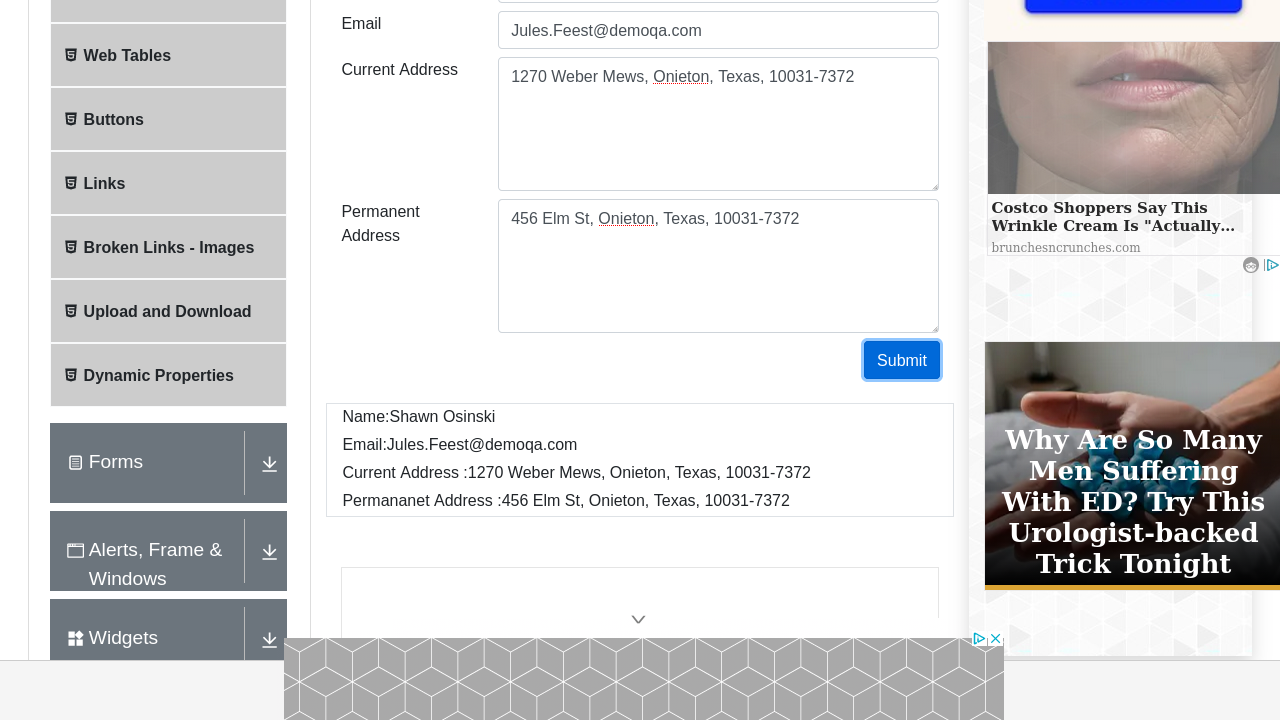 Web Tables
Buttons
Links
Broken Links - Images
Upload and Download
Dynamic Properties
Forms
Alerts, Frame &
Windows
Widgets
Email
Jules.Feest@demoqa.com
Current Address
1270 Weber Mews, Onieton, Texas, 10031-7372
Permanent
Address
456 Elm St, Onieton, Texas, 10031-7372
Submit
Name:Shawn Osinski
Email:Jules.Feest@demoqa.com
Current Address :1270 Weber Mews, Onieton, Texas, 10031-7372
Permananet Address :456 Elm St, Onieton, Texas, 10031-7372
Costco Shoppers Say This
Wrinkle Cream Is "Actually...
brunchesncrunches.com
Why Are So Many
Men Suffering
With ED? Try This
Urologist-backed
Trick Tonight